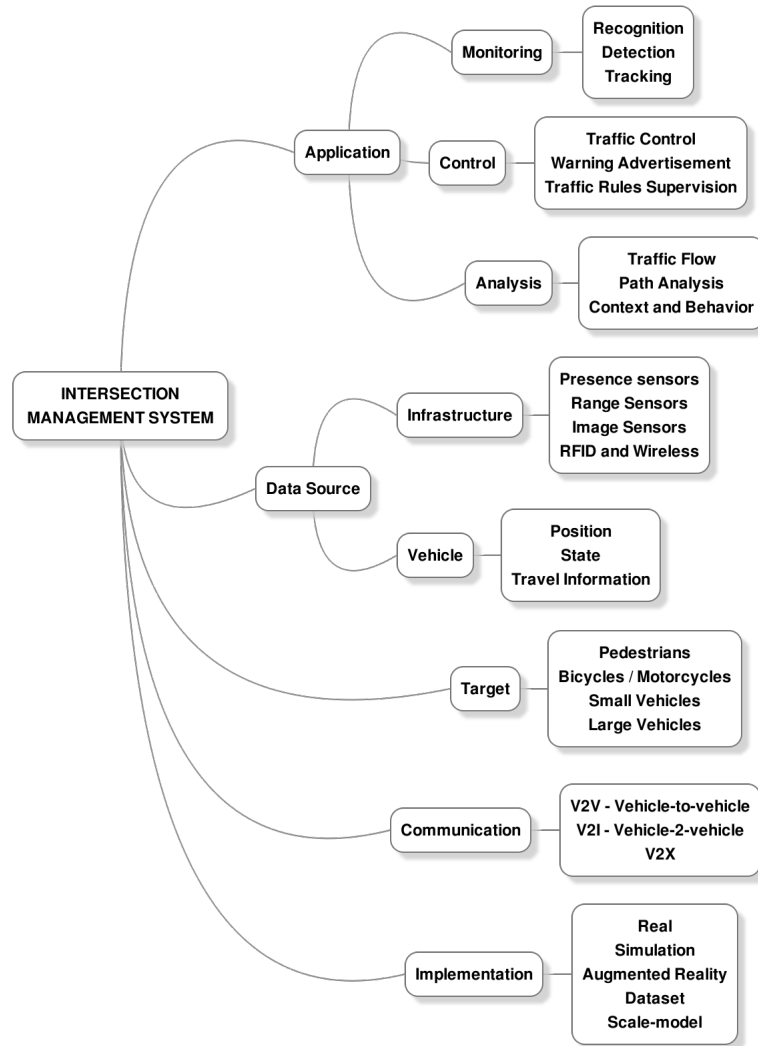 Recognition
Detection
Tracking
Monitoring
Traffic Control
Warning Advertisement
Traffic Rules Supervision
Control
Application
Traffic Flow
Path Analysis
Context and Behavior
Analysis
INTERSECTION
MANAGEMENT SYSTEM
Presence sensors
Range Sensors
Image Sensors
RFID and Wireless
Infrastructure
Data Source
Position
State
Travel Information
Vehicle
Pedestrians
Bicycles / Motorcycles
Small Vehicles
Large Vehicles
Target
V2V - Vehicle-to-vehicle
V2I - Vehicle-2-vehicle
V2X
Communication
Real
Simulation
Augmented Reality
Dataset
Scale-model
Implementation